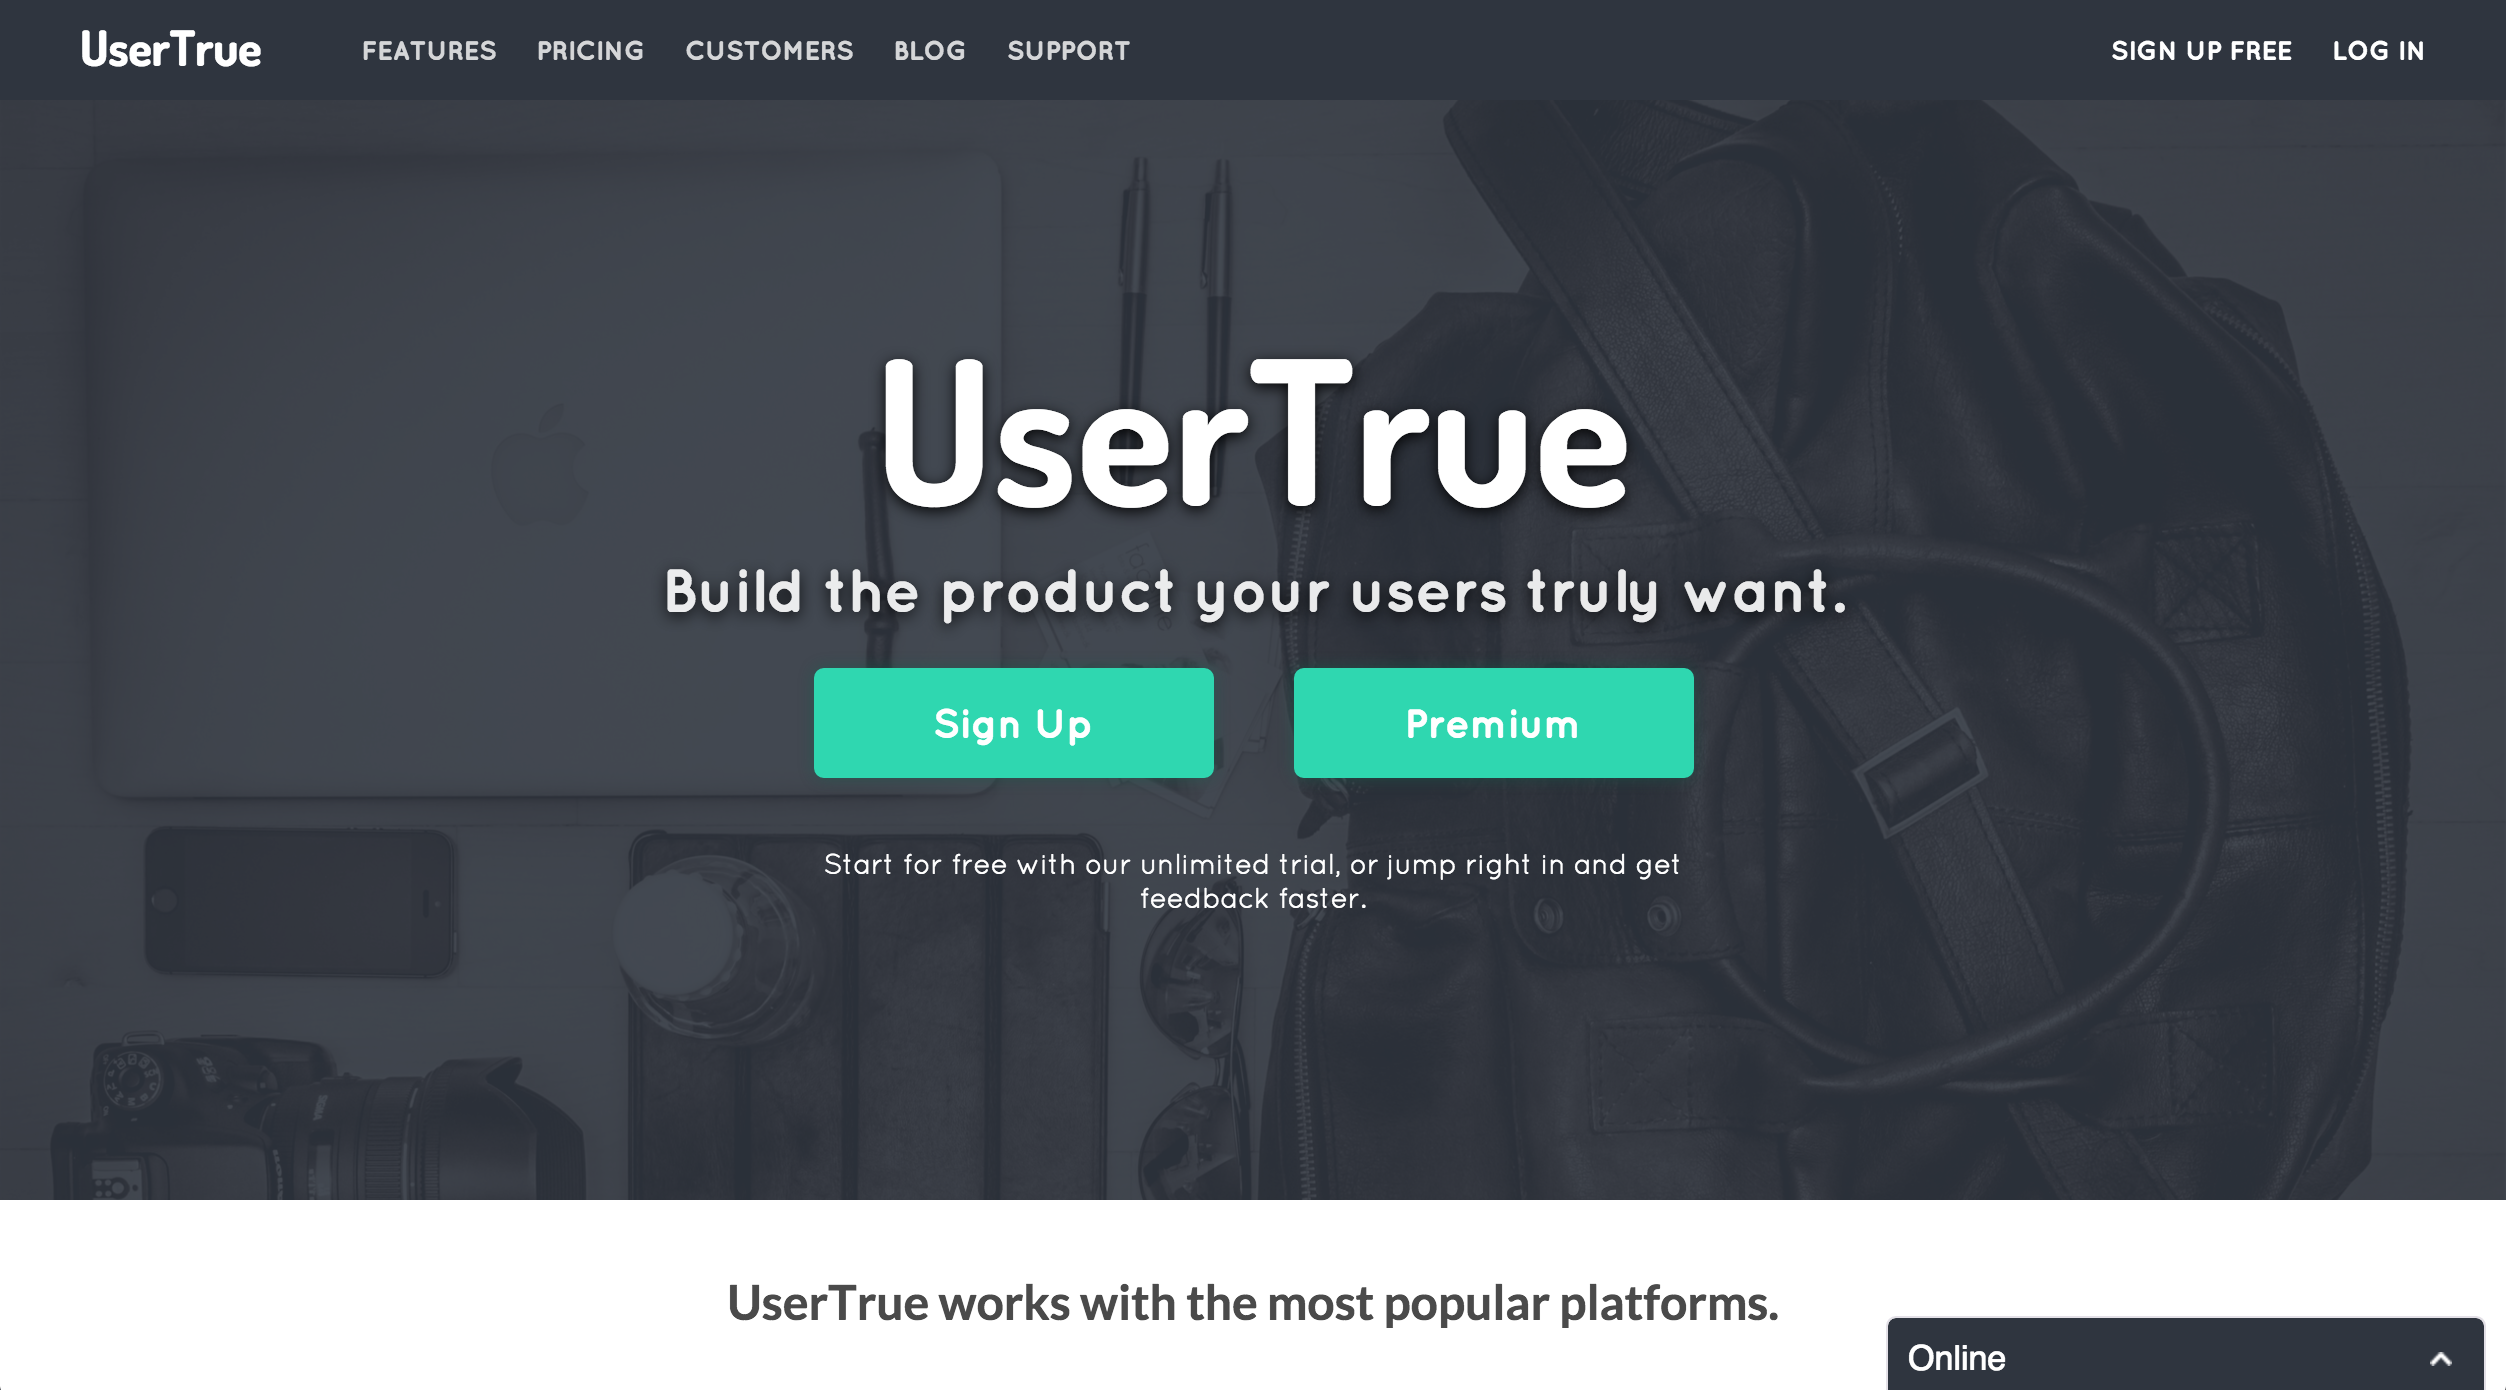 UserTrue
FEATURES PRICING CUSTOMERS BLOG SUPPORT
SIGN UP FREE LOG IN
UserTrue
Build the product your users truly want.
Sign Up
Premium
Start for free with our unlimited trial, or jump right in and get
feedback faster.
UserTrue works with the most popular platforms.
Online